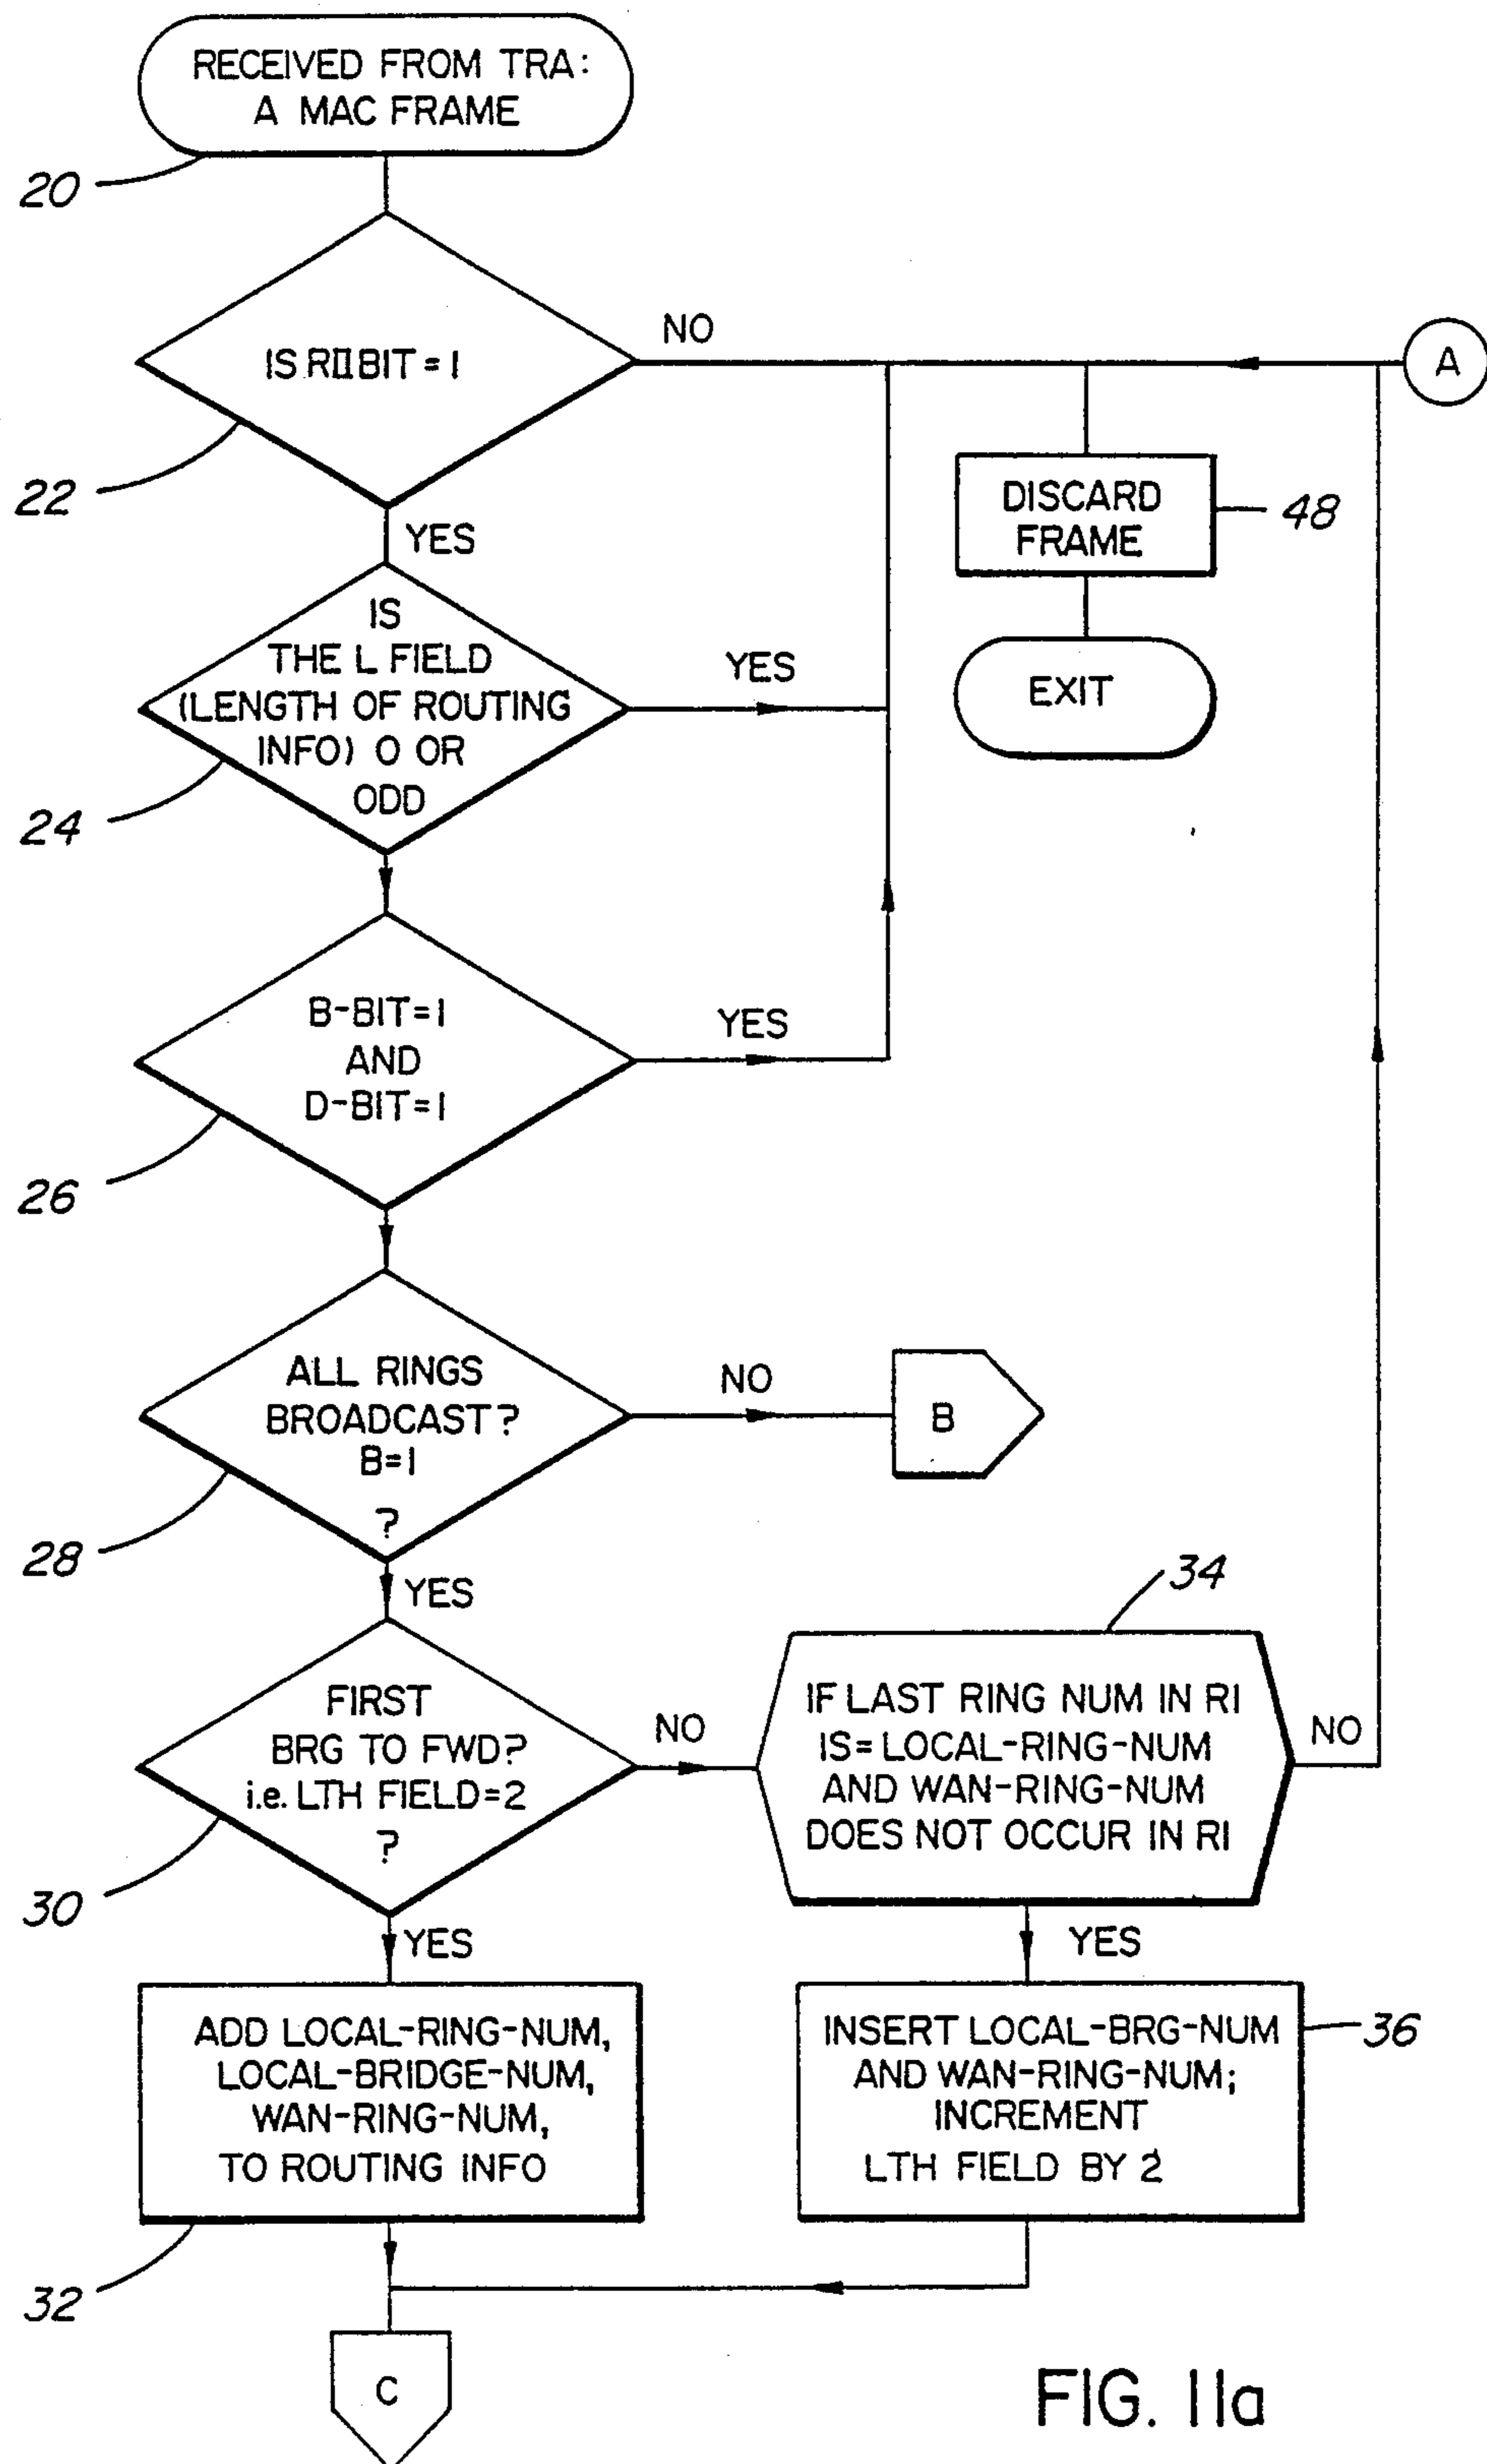 RECEIVED FROM TRA:
A MAC FRAME
20
IS RII BIT = 1
NO
A
22
YES
DISCARD
FRAME
48
EXIT
IS
THE L FIELD
(LENGTH OF ROUTING
INFO) 0 OR
ODD
YES
24
B-BIT=1
AND
D-BIT=1
YES
26
ALL RINGS
BROADCAST?
B=1
?
NO
B
28
YES
34
FIRST
BRG TO FWD?
i.e. LTH FIELD=2
?
NO
IF LAST RING NUM IN RI
IS= LOCAL-RING-NUM
AND WAN-RING-NUM
DOES NOT OCCUR IN RI
NO
30
YES
YES
ADD LOCAL-RING-NUM,
LOCAL-BRIDGE-NUM,
WAN-RING-NUM,
TO ROUTING INFO
INSERT LOCAL-BRG-NUM
AND WAN-RING-NUM;
INCREMENT
LTH FIELD BY 2
36
32
C
FIG. 11a